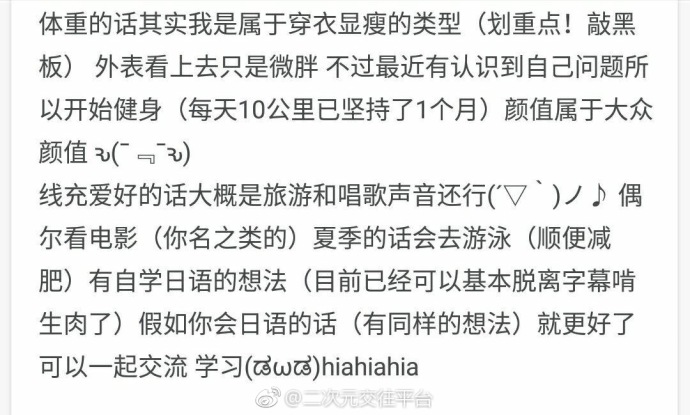 体重的话其实我是属于穿衣显瘦的类型（划重点！敲黑
板） 外表看上去只是微胖 不过最近有认识到自己问题所
以开始健身（每天10公里已坚持了1个月）颜值属于大众
颜值 ԅ(¯﹃¯ԅ)
线充爱好的话大概是旅游和唱歌声音还行(´▽｀)ノ♪ 偶
尔看电影（你名之类的）夏季的话会去游泳（顺便减
肥）有自学日语的想法（目前已经可以基本脱离字幕啃
生肉了）假如你会日语的话（有同样的想法）就更好了
可以一起交流 学习(ಡωಡ)hiahiahia
@二次元交往平台